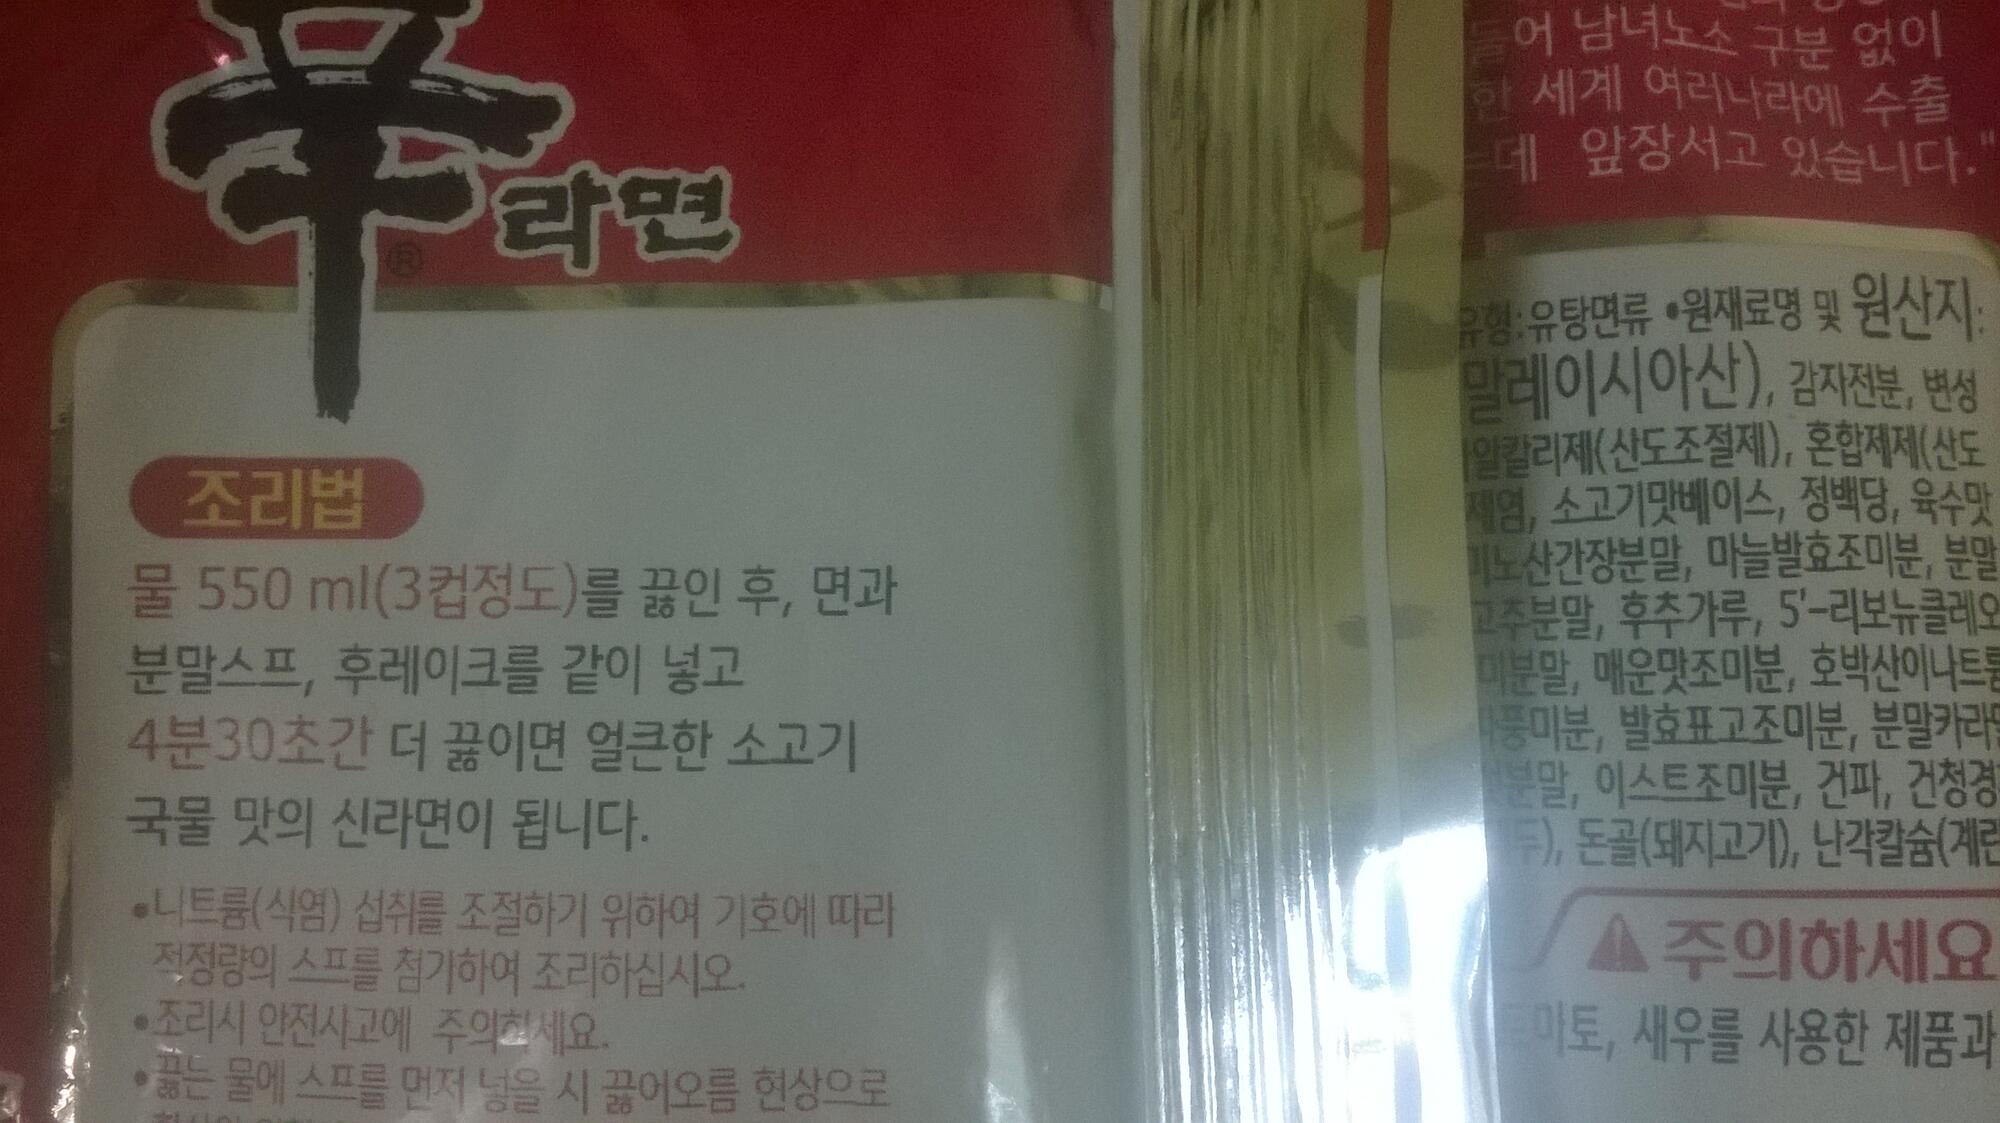 辛라면
®
조리법
물 550 ml(3컵정도)를 끓인 후, 면과
분말스프, 후레이크를 같이 넣고
4분30초간 더 끓이면 얼큰한 소고기
국물 맛의 신라면이 됩니다.
•나트륨(식염) 섭취를 조절하기 위하여 기호에 따라
적정량의 스프를 첨가하여 조리하십시오.
•조리시 안전사고에 주의하세요.
•끓는 물에 스프를 먼저 넣을 시 끓어오름 현상으로
남녀노소 구분 없이
세계 여러나라에 수출
앞장서고 있습니다."
유형:유탕면류 •원재료명 및 원산지:
말레이시아산), 감자전분, 변성
알칼리제(산도조절제), 혼합제제(산도
소고기맛베이스, 정백당, 육수맛
미노산간장분말, 마늘발효조미분, 분말
고추분말, 후추가루, 5'-리보뉴클레오
미분말, 매운맛조미분, 호박산이나트륨
풍미분, 발효표고조미분, 분말카라멜
분말, 이스트조미분, 건파, 건청경
두), 돈골(돼지고기), 난각칼슘(계란
주의하세요
토마토, 새우를 사용한 제품과